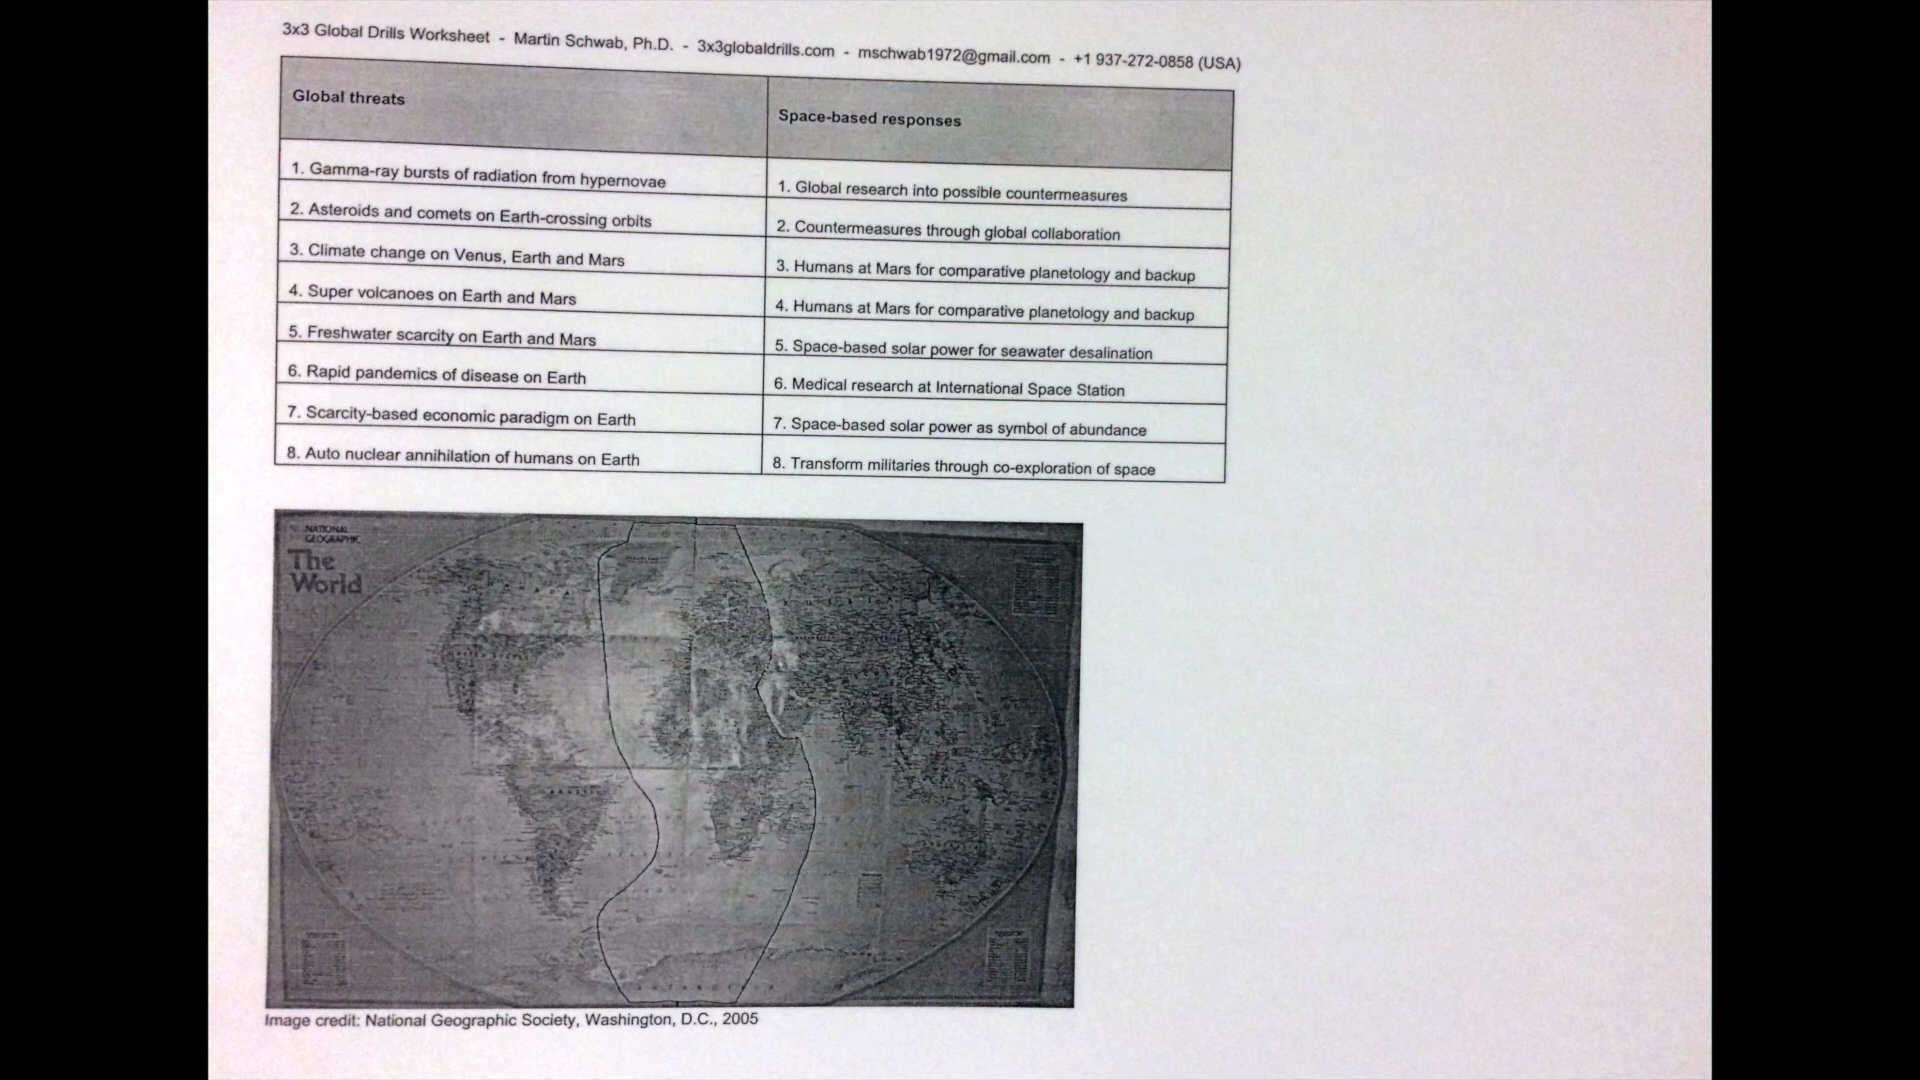 3x3 Global Drills Worksheet - Martin Schwab, Ph.D. - 3x3globaldrills.com - mschwab1972@gmail.com - +1 937-272-0858 (USA)
Global threats
Space-based responses
1. Gamma-ray bursts of radiation from hypernovae
1. Global research into possible countermeasures
2. Asteroids and comets on Earth-crossing orbits
2. Countermeasures through global collaboration
3. Climate change on Venus, Earth and Mars
3. Humans at Mars for comparative planetology and backup
4. Super volcanoes on Earth and Mars
4. Humans at Mars for comparative planetology and backup
5. Freshwater scarcity on Earth and Mars
5. Space-based solar power for seawater desalination
6. Rapid pandemics of disease on Earth
6. Medical research at International Space Station
7. Scarcity-based economic paradigm on Earth
7. Space-based solar power as symbol of abundance
8. Auto nuclear annihilation of humans on Earth
8. Transform militaries through co-exploration of space
NATIONAL
GEOGRAPHIC
The
World
BRAZIL
ANTARCTICA
Image credit: National Geographic Society, Washington, D.C., 2005